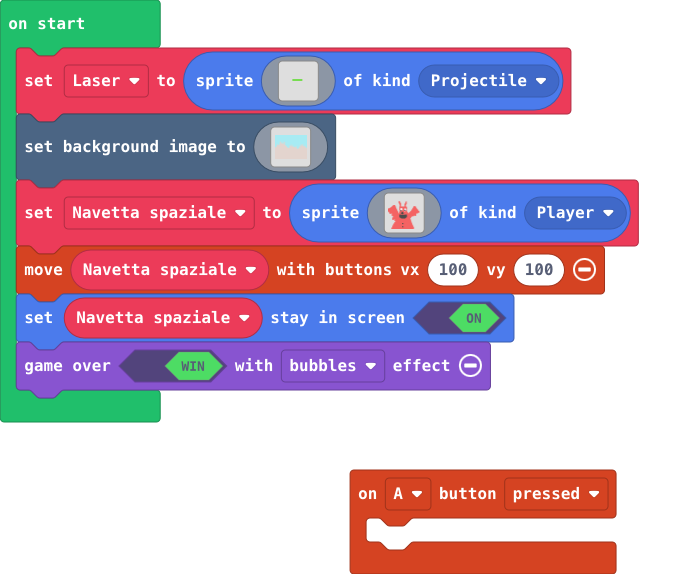 on start
set Laser to sprite of kind Projectile
set background image to
set Navetta spaziale to sprite of kind Player
move Navetta spaziale with buttons vx 100 vy 100
set Navetta spaziale stay in screen ON
game over WIN with bubbles effect
on A button pressed